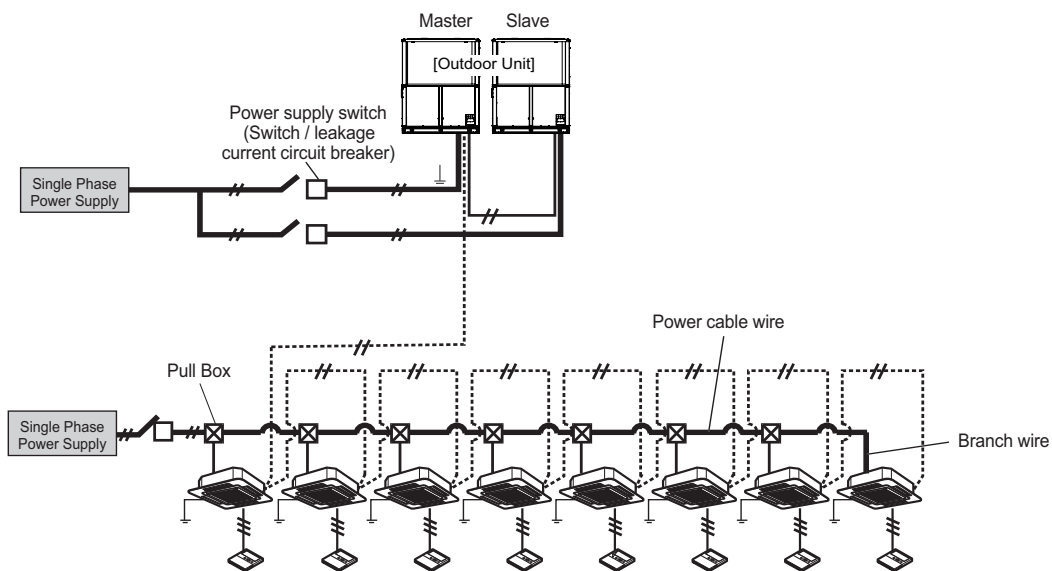 Master
Slave
[Outdoor Unit]
Power supply switch
(Switch / leakage
current circuit breaker)
Single Phase
Power Supply
Power cable wire
Pull Box
Single Phase
Power Supply
Branch wire